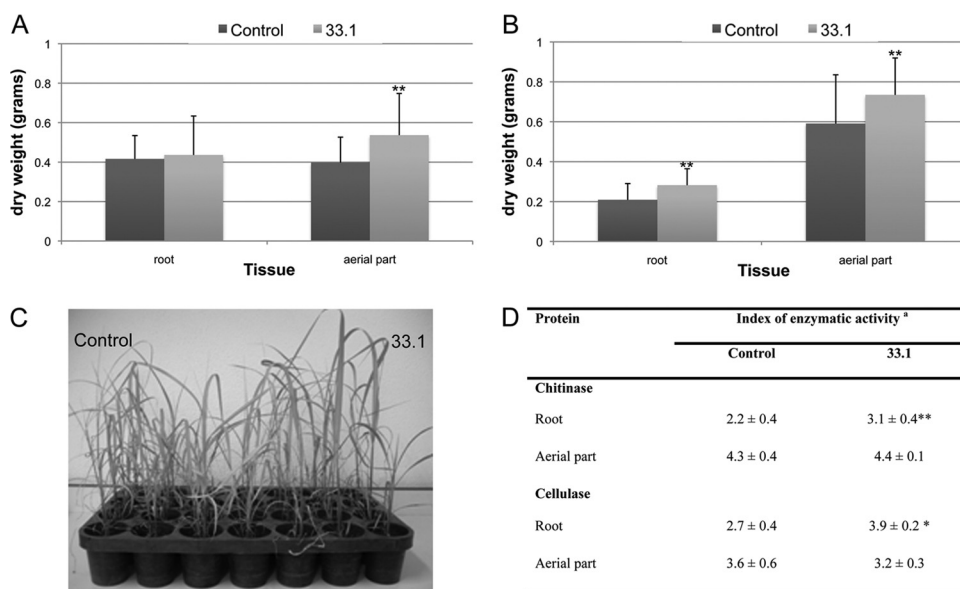 A
Control 33.1
dry weight (grams)
1
0.8
0.6
0.4
0.2
0
**
root aerial part
Tissue
B
Control 33.1
dry weight (grams)
1
0.8
0.6
0.4
0.2
0
**
**
root aerial part
Tissue
C
Control 33.1
D
Protein Index of enzymatic activity a
Control 33.1
Chitinase
Root 2.2 ± 0.4 3.1 ± 0.4**
Aerial part 4.3 ± 0.4 4.4 ± 0.1
Cellulase
Root 2.7 ± 0.4 3.9 ± 0.2 *
Aerial part 3.6 ± 0.6 3.2 ± 0.3